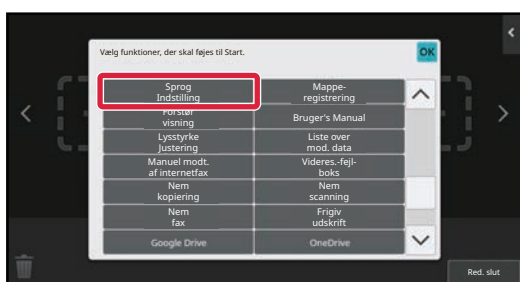 Vælg funktioner, der skal føjes til Start.
OK
Sprog
Indstilling
Mappe-
registrering
Forstør
visning
Bruger's Manual
Lysstyrke
Justering
Liste over
mod. data
Manuel modt.
af internetfax
Videres.-fejl-
boks
Nem
kopiering
Nem
scanning
Nem
fax
Frigiv
udskrift
Google Drive
OneDrive
Red. slut